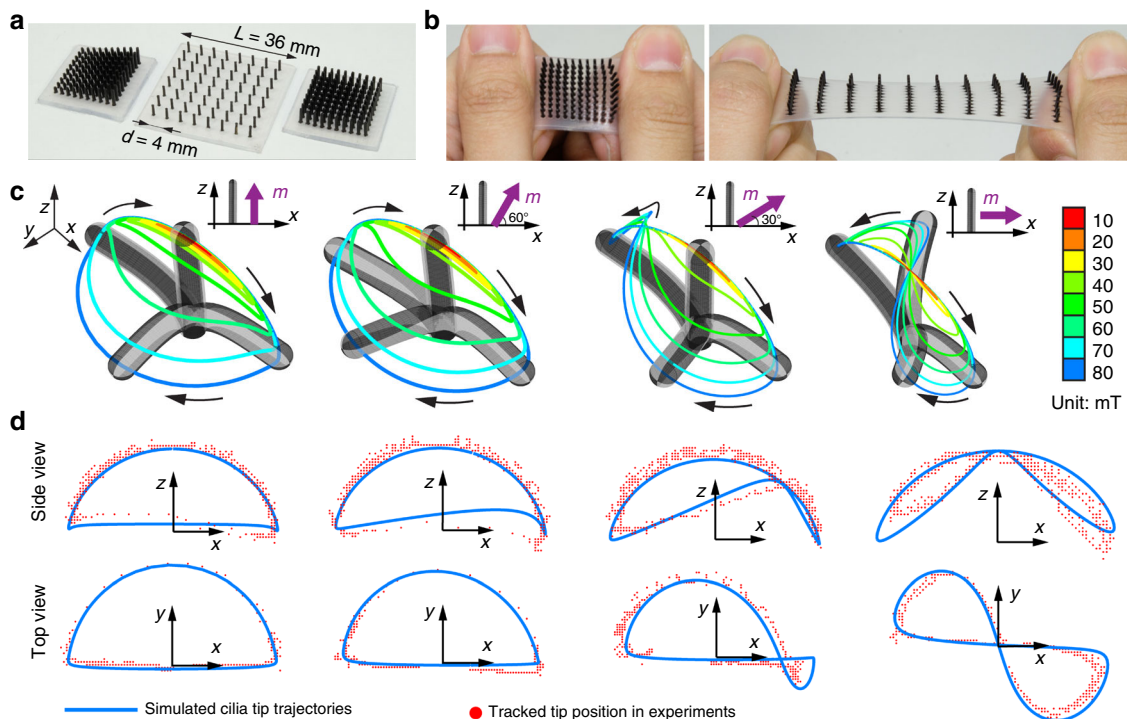 a
L = 36 mm
d = 4 mm
b
c
z
y
x
z
m
x
z
m
60°
x
z
m
30°
x
z
m
x
10
20
30
40
50
60
70
80
Unit: mT
d
Side view
z
x
z
x
z
x
z
x
Top view
y
x
y
x
y
x
y
x
Simulated cilia tip trajectories
Tracked tip position in experiments